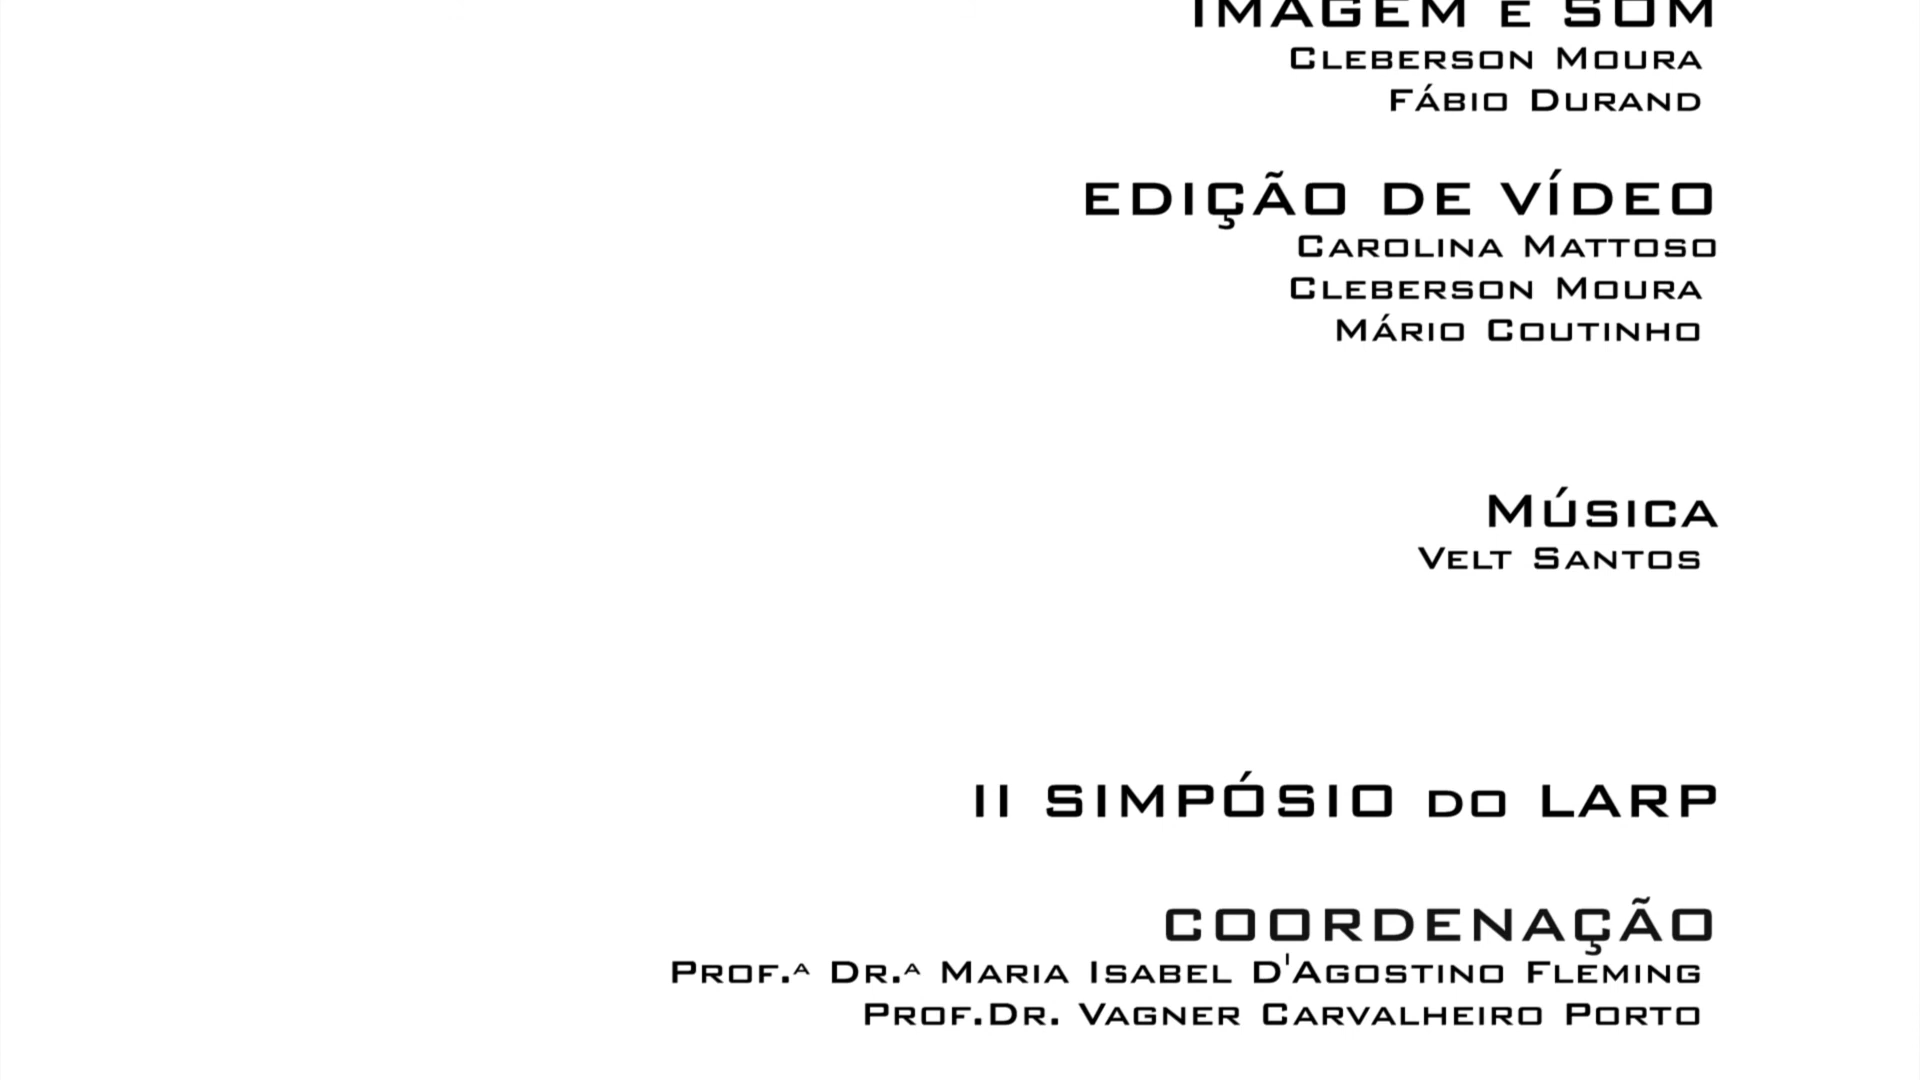 IMAGEM E SOM
CLEBERSON MOURA
FÁBIO DURAND
EDIÇÃO DE VÍDEO
CAROLINA MATTOSO
CLEBERSON MOURA
MÁRIO COUTINHO
MÚSICA
VELT SANTOS
II SIMPÓSIO DO LARP
COORDENAÇÃO
PROF.ᴬ DR.ᴬ MARIA ISABEL D'AGOSTINO FLEMING
PROF.DR. VAGNER CARVALHEIRO PORTO